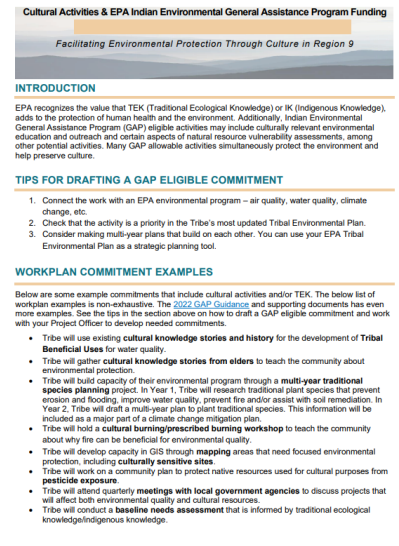 Cultural Activities & EPA Indian Environmental General Assistance Program Funding
Facilitating Environmental Protection Through Culture in Region 9
INTRODUCTION
EPA recognizes the value that TEK (Traditional Ecological Knowledge) or IK (Indigenous Knowledge),
adds to the protection of human health and the environment. Additionally, Indian Environmental
General Assistance Program (GAP) eligible activities may include culturally relevant environmental
education and outreach and certain aspects of natural resource vulnerability assessments, among
other potential activities. Many GAP allowable activities simultaneously protect the environment and
help preserve culture.
TIPS FOR DRAFTING A GAP ELIGIBLE COMMITMENT
1. Connect the work with an EPA environmental program – air quality, water quality, climate
change, etc.
2. Check that the activity is a priority in the Tribe's most updated Tribal Environmental Plan.
3. Consider making multi-year plans that build on each other. You can use your EPA Tribal
Environmental Plan as a strategic planning tool.
WORKPLAN COMMITMENT EXAMPLES
Below are some example commitments that include cultural activities and/or TEK. The below list of
workplan examples is non-exhaustive. The 2022 GAP Guidance and supporting documents has even
more examples. See the tips in the section above on how to draft a GAP eligible commitment and work
with your Project Officer to develop needed commitments.
• Tribe will use existing cultural knowledge stories and history for the development of Tribal
Beneficial Uses for water quality.
• Tribe will gather cultural knowledge stories from elders to teach the community about
environmental protection.
• Tribe will build capacity of their environmental program through a multi-year traditional
species planning project. In Year 1, Tribe will research traditional plant species that prevent
erosion and flooding, improve water quality, prevent fire and/or assist with soil remediation. In
Year 2, Tribe will draft a multi-year plan to plant traditional species. This information will be
included as a major part of a climate change mitigation plan.
• Tribe will hold a cultural burning/prescribed burning workshop to teach the community
about why fire can be beneficial for environmental quality.
• Tribe will develop capacity in GIS through mapping areas that need focused environmental
protection, including culturally sensitive sites.
• Tribe will work on a community plan to protect native resources used for cultural purposes from
pesticide exposure.
• Tribe will attend quarterly meetings with local government agencies to discuss projects that
will affect both environmental quality and cultural resources.
• Tribe will conduct a baseline needs assessment that is informed by traditional ecological
knowledge/indigenous knowledge.